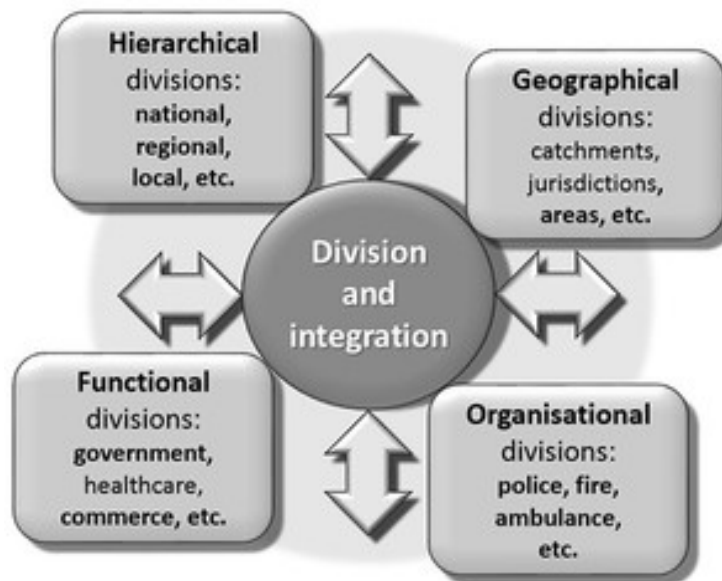 Hierarchical
divisions:
national,
regional,
local, etc.
Geographical
divisions:
catchments,
jurisdictions,
areas, etc.
Division
and
integration
Functional
divisions:
government,
healthcare,
commerce, etc.
Organisational
divisions:
police, fire,
ambulance,
etc.